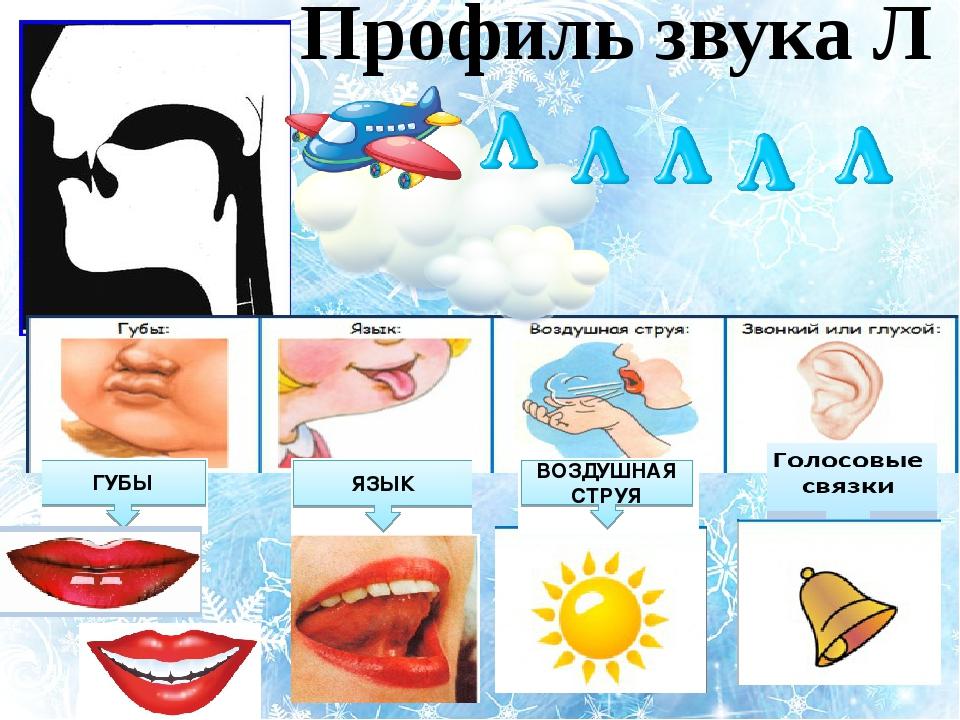 Профиль звука Л
Л Л Л Л Л
Губы:
Язык:
Воздушная струя:
Звонкий или глухой:
ГУБЫ
ЯЗЫК
ВОЗДУШНАЯ
СТРУЯ
Голосовые
связки